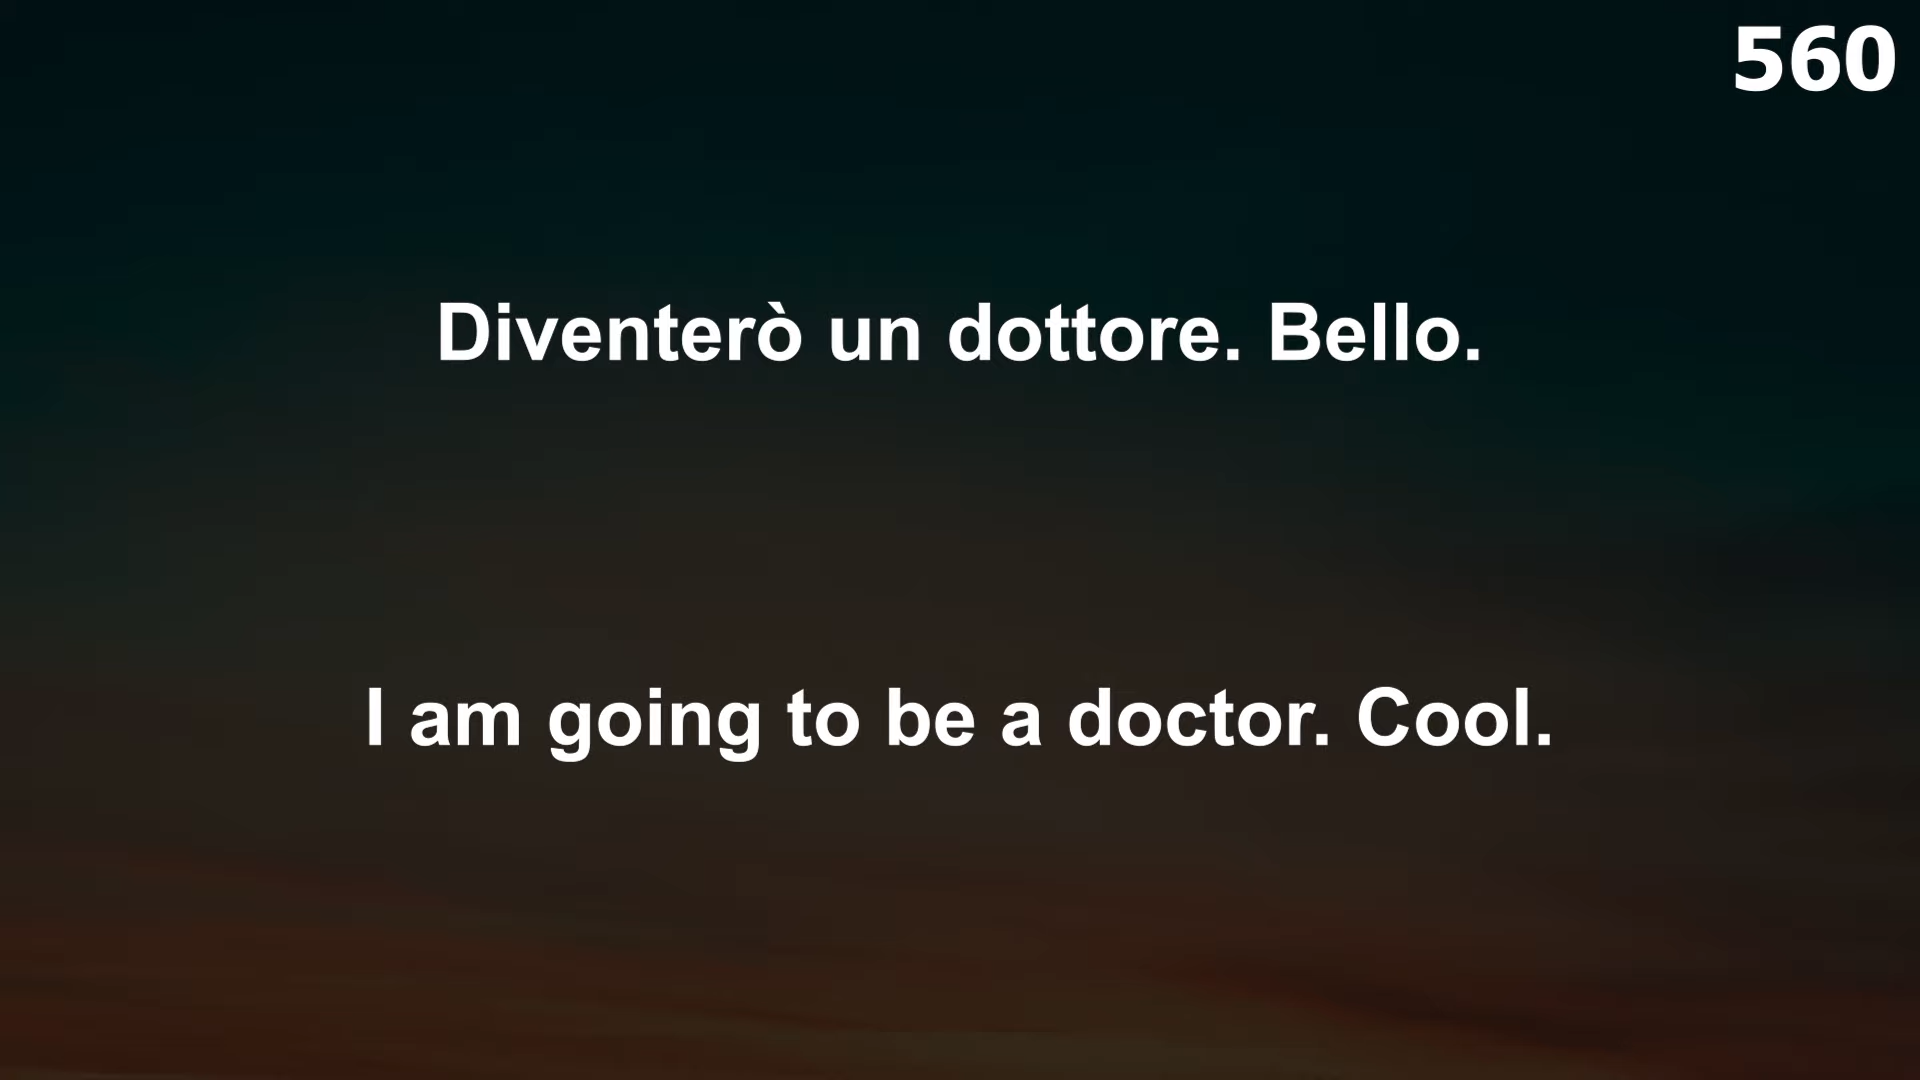 560
Diventerò un dottore. Bello.
I am going to be a doctor. Cool.